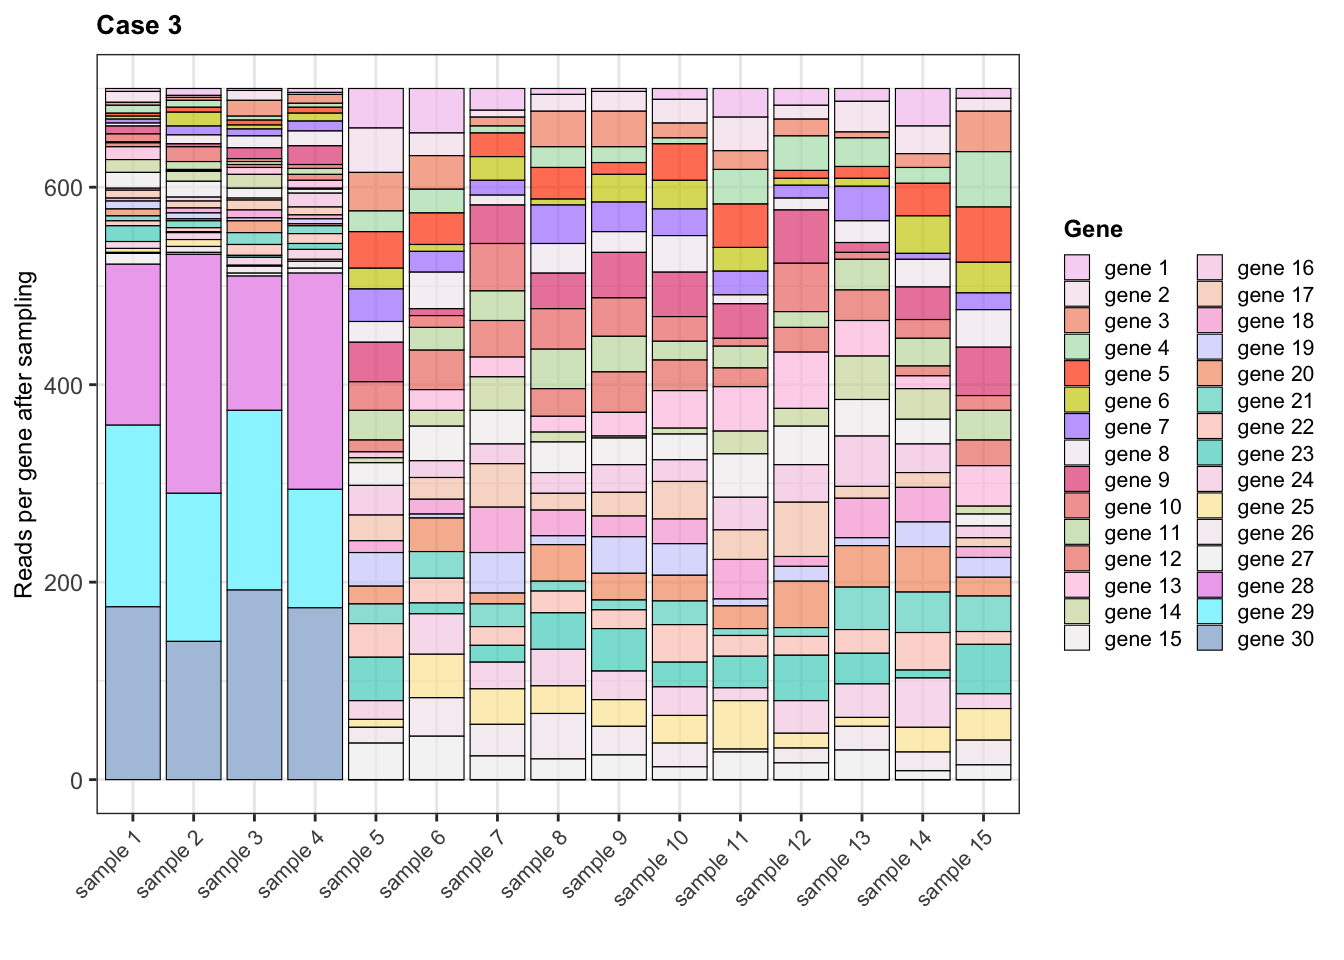 Case 3
Reads per gene after sampling
600
400
200
0
sample 1
sample 2
sample 3
sample 4
sample 5
sample 6
sample 7
sample 8
sample 9
sample 10
sample 11
sample 12
sample 13
sample 14
sample 15
Gene
gene 1
gene 2
gene 3
gene 4
gene 5
gene 6
gene 7
gene 8
gene 9
gene 10
gene 11
gene 12
gene 13
gene 14
gene 15
gene 16
gene 17
gene 18
gene 19
gene 20
gene 21
gene 22
gene 23
gene 24
gene 25
gene 26
gene 27
gene 28
gene 29
gene 30